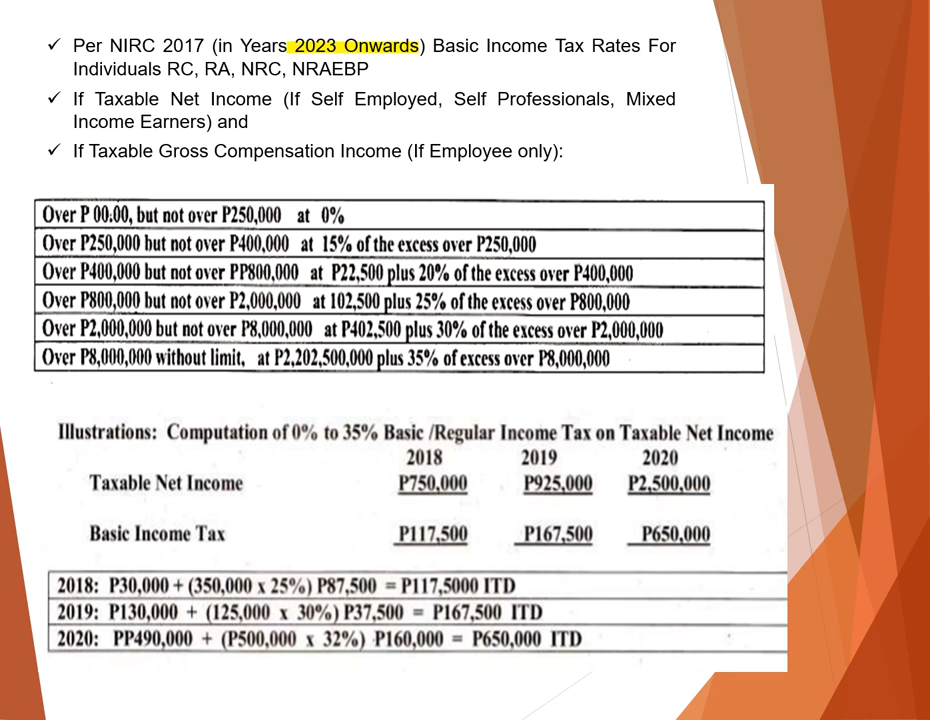 ✓ Per NIRC 2017 (in Years 2023 Onwards) Basic Income Tax Rates For
Individuals RC, RA, NRC, NRAEBP
✓ If Taxable Net Income (If Self Employed, Self Professionals, Mixed
Income Earners) and
✓ If Taxable Gross Compensation Income (If Employee only):
Over P 00.00, but not over P250,000 at 0%
Over P250,000 but not over P400,000 at 15% of the excess over P250,000
Over P400,000 but not over PP800,000 at P22,500 plus 20% of the excess over P400,000
Over P800,000 but not over P2,000,000 at 102,500 plus 25% of the excess over P800,000
Over P2,000,000 but not over P8,000,000 at P402,500 plus 30% of the excess over P2,000,000
Over P8,000,000 without limit, at P2,202,500,000 plus 35% of excess over P8,000,000
Illustrations: Computation of 0% to 35% Basic /Regular Income Tax on Taxable Net Income
2018 2019 2020
Taxable Net Income P750,000 P925,000 P2,500,000
Basic Income Tax P117,500 P167,500 P650,000
2018: P30,000 + (350,000 x 25%) P87,500 = P117,5000 ITD
2019: P130,000 + (125,000 x 30%) P37,500 = P167,500 ITD
2020: PP490,000 + (P500,000 x 32%) P160,000 = P650,000 ITD